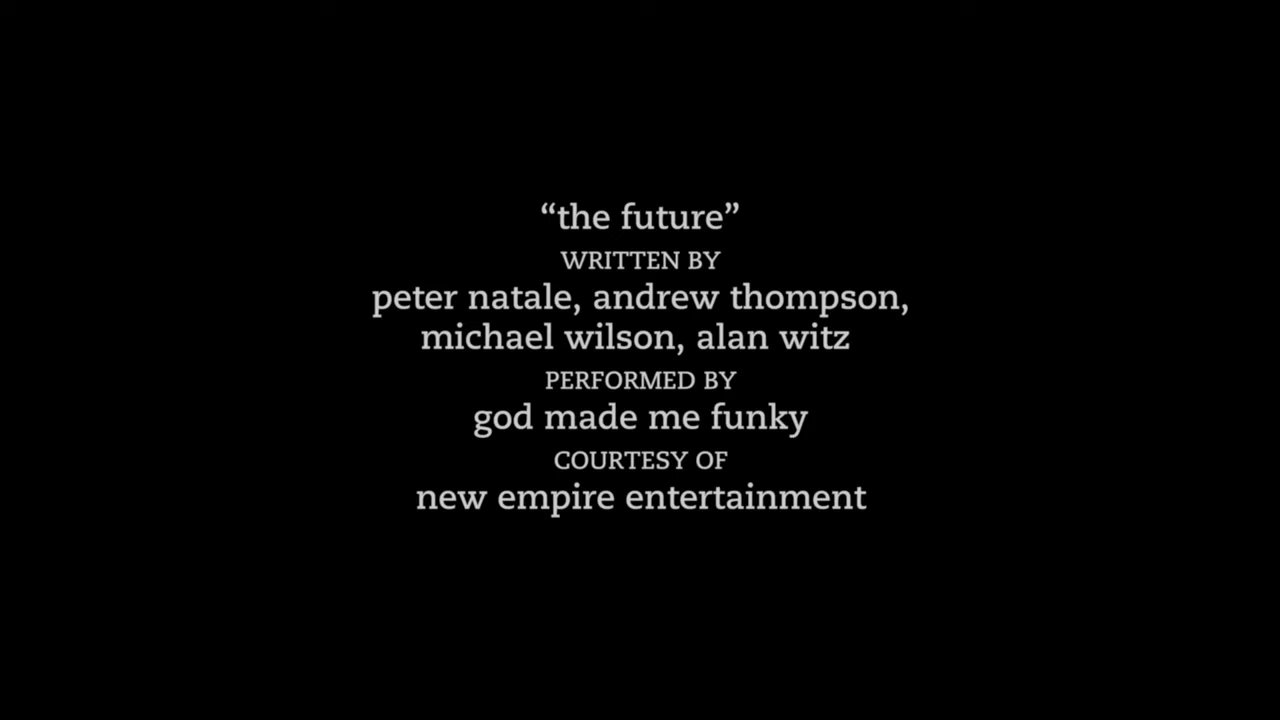 “the future”
WRITTEN BY
peter natale, andrew thompson,
michael wilson, alan witz
PERFORMED BY
god made me funky
COURTESY OF
new empire entertainment